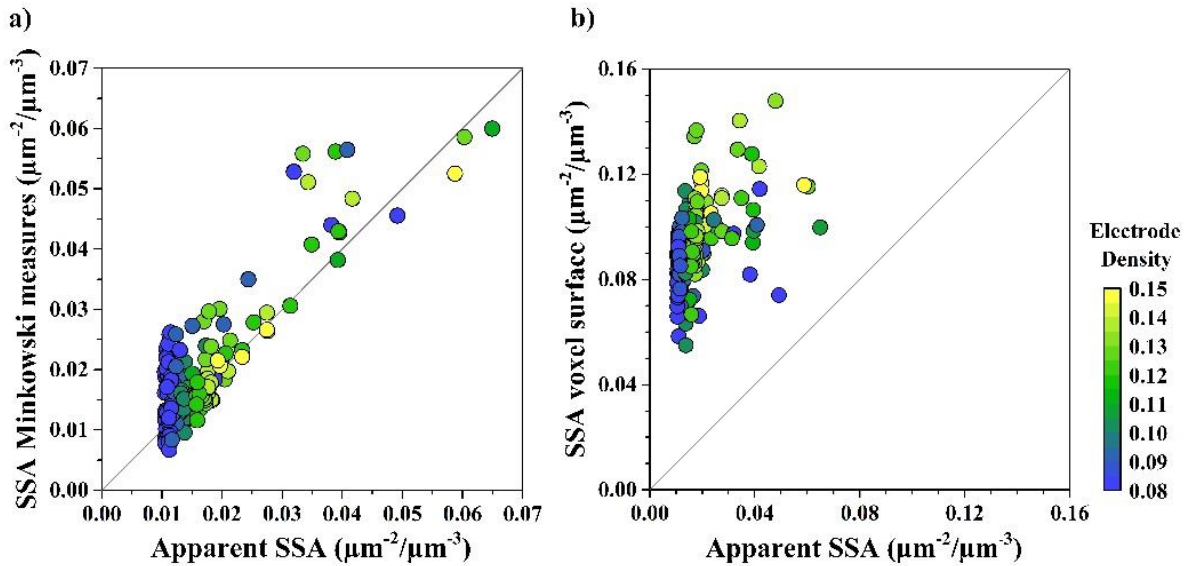 a)
SSA Minkowski measures (µm⁻²/µm⁻³)
0.07
0.06
0.05
0.04
0.03
0.02
0.01
0.00
0.00 0.01 0.02 0.03 0.04 0.05 0.06 0.07
Apparent SSA (µm⁻²/µm⁻³)
b)
SSA voxel surface (µm⁻²/µm⁻³)
0.16
0.12
0.08
0.04
0.00
0.00 0.04 0.08 0.12 0.16
Apparent SSA (µm⁻²/µm⁻³)
Electrode
Density
0.15
0.14
0.13
0.12
0.11
0.10
0.09
0.08